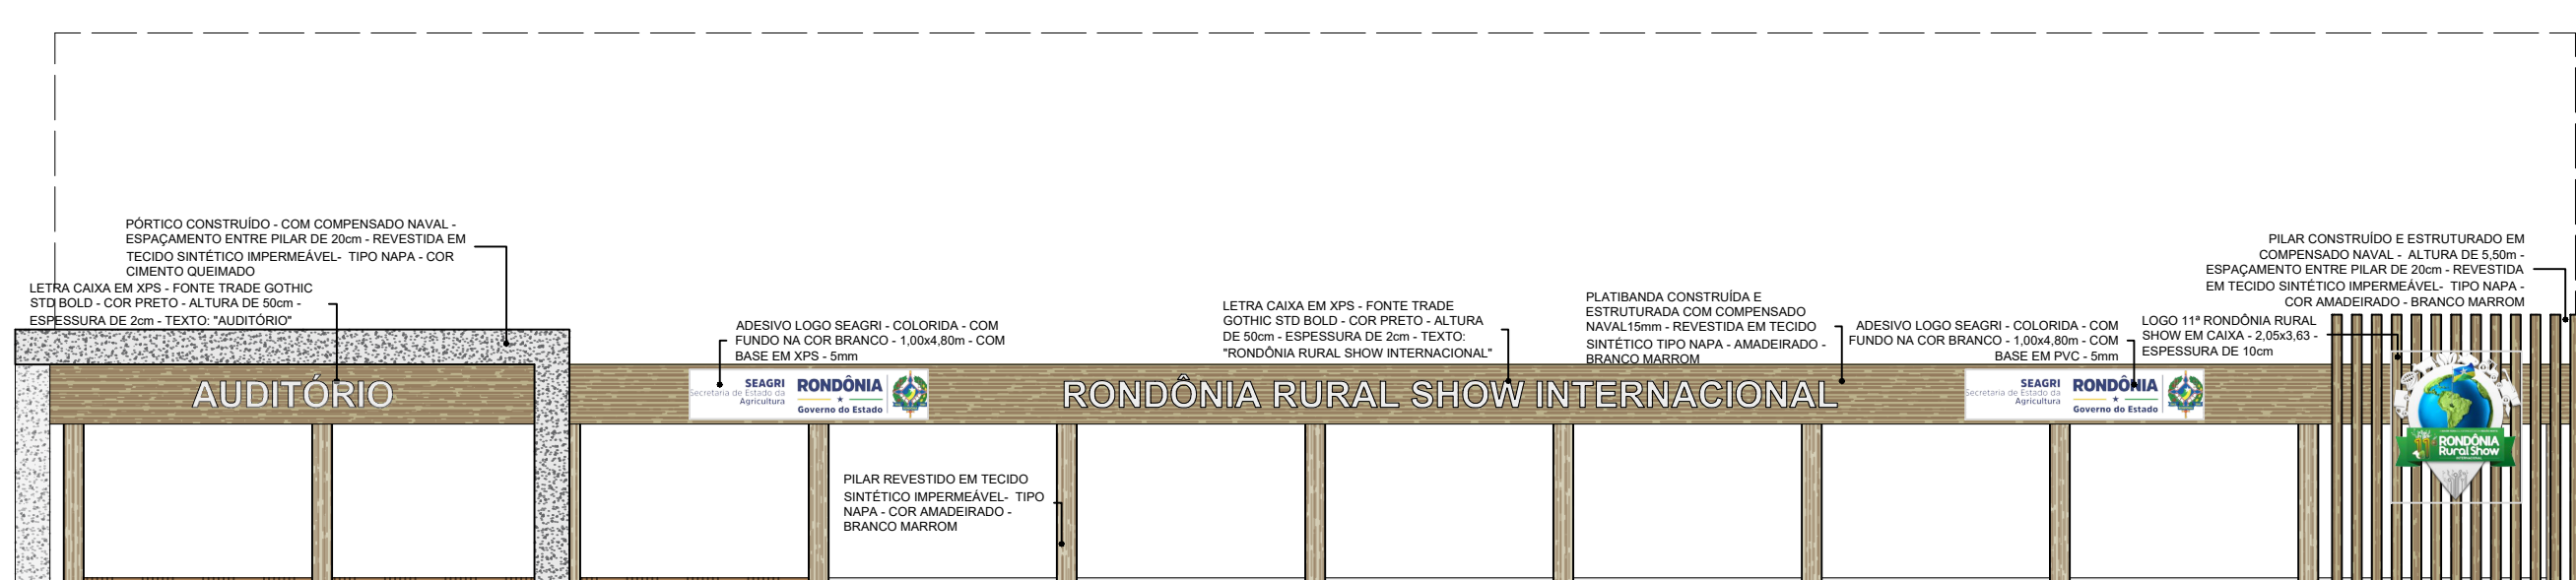 PÓRTICO CONSTRUÍDO - COM COMPENSADO NAVAL -
ESPAÇAMENTO ENTRE PILAR DE 20cm - REVESTIDA EM
TECIDO SINTÉTICO IMPERMEÁVEL- TIPO NAPA - COR
CIMENTO QUEIMADO
LETRA CAIXA EM XPS - FONTE TRADE GOTHIC
STD BOLD - COR PRETO - ALTURA DE 50cm -
ESPESSURA DE 2cm - TEXTO: "AUDITÓRIO"
AUDITÓRIO
ADESIVO LOGO SEAGRI - COLORIDA - COM
FUNDO NA COR BRANCO - 1,00x4,80m - COM
BASE EM XPS - 5mm
SEAGRI
Secretaria de Estado da
Agricultura
RONDÔNIA
Governo do Estado
PILAR REVESTIDO EM TECIDO
SINTÉTICO IMPERMEÁVEL- TIPO
NAPA - COR AMADEIRADO -
BRANCO MARROM
LETRA CAIXA EM XPS - FONTE TRADE
GOTHIC STD BOLD - COR PRETO - ALTURA
DE 50cm - ESPESSURA DE 2cm - TEXTO:
"RONDÔNIA RURAL SHOW INTERNACIONAL"
RONDÔNIA RURAL SHOW INTERNACIONAL
PLATIBANDA CONSTRUÍDA E
ESTRUTURADA COM COMPENSADO
NAVAL15mm - REVESTIDA EM TECIDO
SINTÉTICO TIPO NAPA - AMADEIRADO -
BRANCO MARROM
ADESIVO LOGO SEAGRI - COLORIDA - COM
FUNDO NA COR BRANCO - 1,00x4,80m - COM
BASE EM PVC - 5mm
SEAGRI
Secretaria de Estado da
Agricultura
RONDÔNIA
Governo do Estado
PILAR CONSTRUÍDO E ESTRUTURADO EM
COMPENSADO NAVAL - ALTURA DE 5,50m -
ESPAÇAMENTO ENTRE PILAR DE 20cm - REVESTIDA
EM TECIDO SINTÉTICO IMPERMEÁVEL- TIPO NAPA -
COR AMADEIRADO - BRANCO MARROM
LOGO 11ª RONDÔNIA RURAL
SHOW EM CAIXA - 2,05x3,63 -
ESPESSURA DE 10cm
RONDÔNIA
Rural Show
INTERNACIONAL